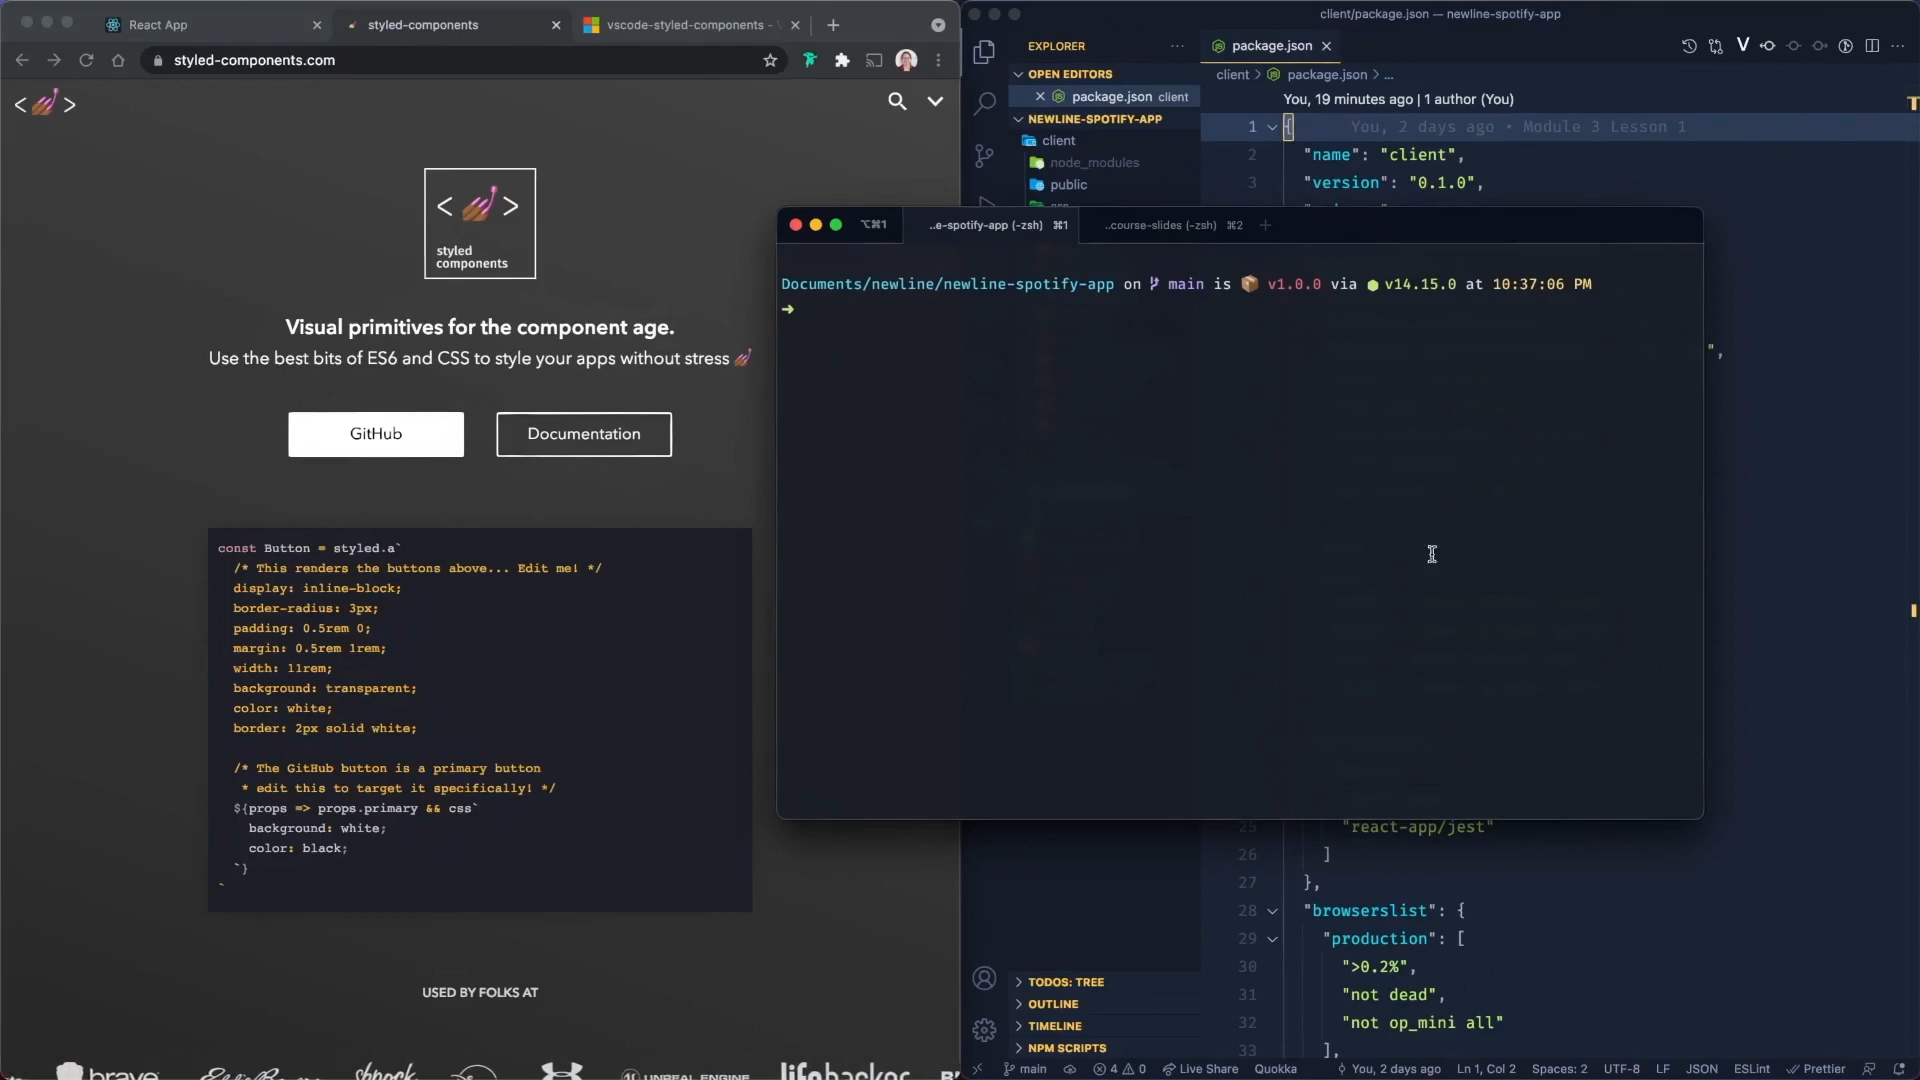 React App
styled-components
vscode-styled-components -
styled-components.com
< >
< >
styled
components
Visual primitives for the component age.
Use the best bits of ES6 and CSS to style your apps without stress
GitHub
Documentation
const Button = styled.a`
/* This renders the buttons above... Edit me! */
display: inline-block;
border-radius: 3px;
padding: 0.5rem 0;
margin: 0.5rem 1rem;
width: 11rem;
background: transparent;
color: white;
border: 2px solid white;
/* The GitHub button is a primary button
* edit this to target it specifically! */
${props => props.primary && css`
background: white;
color: black;
`}
`
USED BY FOLKS AT
brave
UNREAL ENGINE
lifehacker
client/package.json — newline-spotify-app
EXPLORER
package.json
OPEN EDITORS
package.json client
NEWLINE-SPOTIFY-APP
client
node_modules
public
client > package.json > ...
You, 19 minutes ago | 1 author (You)
1 { You, 2 days ago • Module 3 Lesson 1
2 "name": "client",
3 "version": "0.1.0",
⌥⌘1
..e-spotify-app (-zsh) ⌘1
..course-slides (-zsh) ⌘2
Documents/newline/newline-spotify-app on main is v1.0.0 via v14.15.0 at 10:37:06 PM
➜
",
25 "react-app/jest"
26 ]
27 },
28 "browserslist": {
29 "production": [
30 ">0.2%",
31 "not dead",
32 "not op_mini all"
33 ],
TODOS: TREE
OUTLINE
TIMELINE
NPM SCRIPTS
main
4 0
Live Share
Quokka
You, 2 days ago
Ln 1, Col 2
Spaces: 2
UTF-8
LF
JSON
ESLint
Prettier